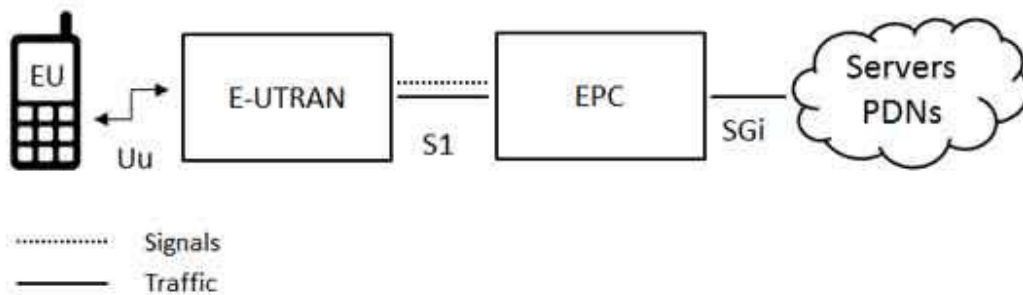 EU
Uu
E-UTRAN
S1
EPC
SGi
Servers
PDNs
Signals
Traffic